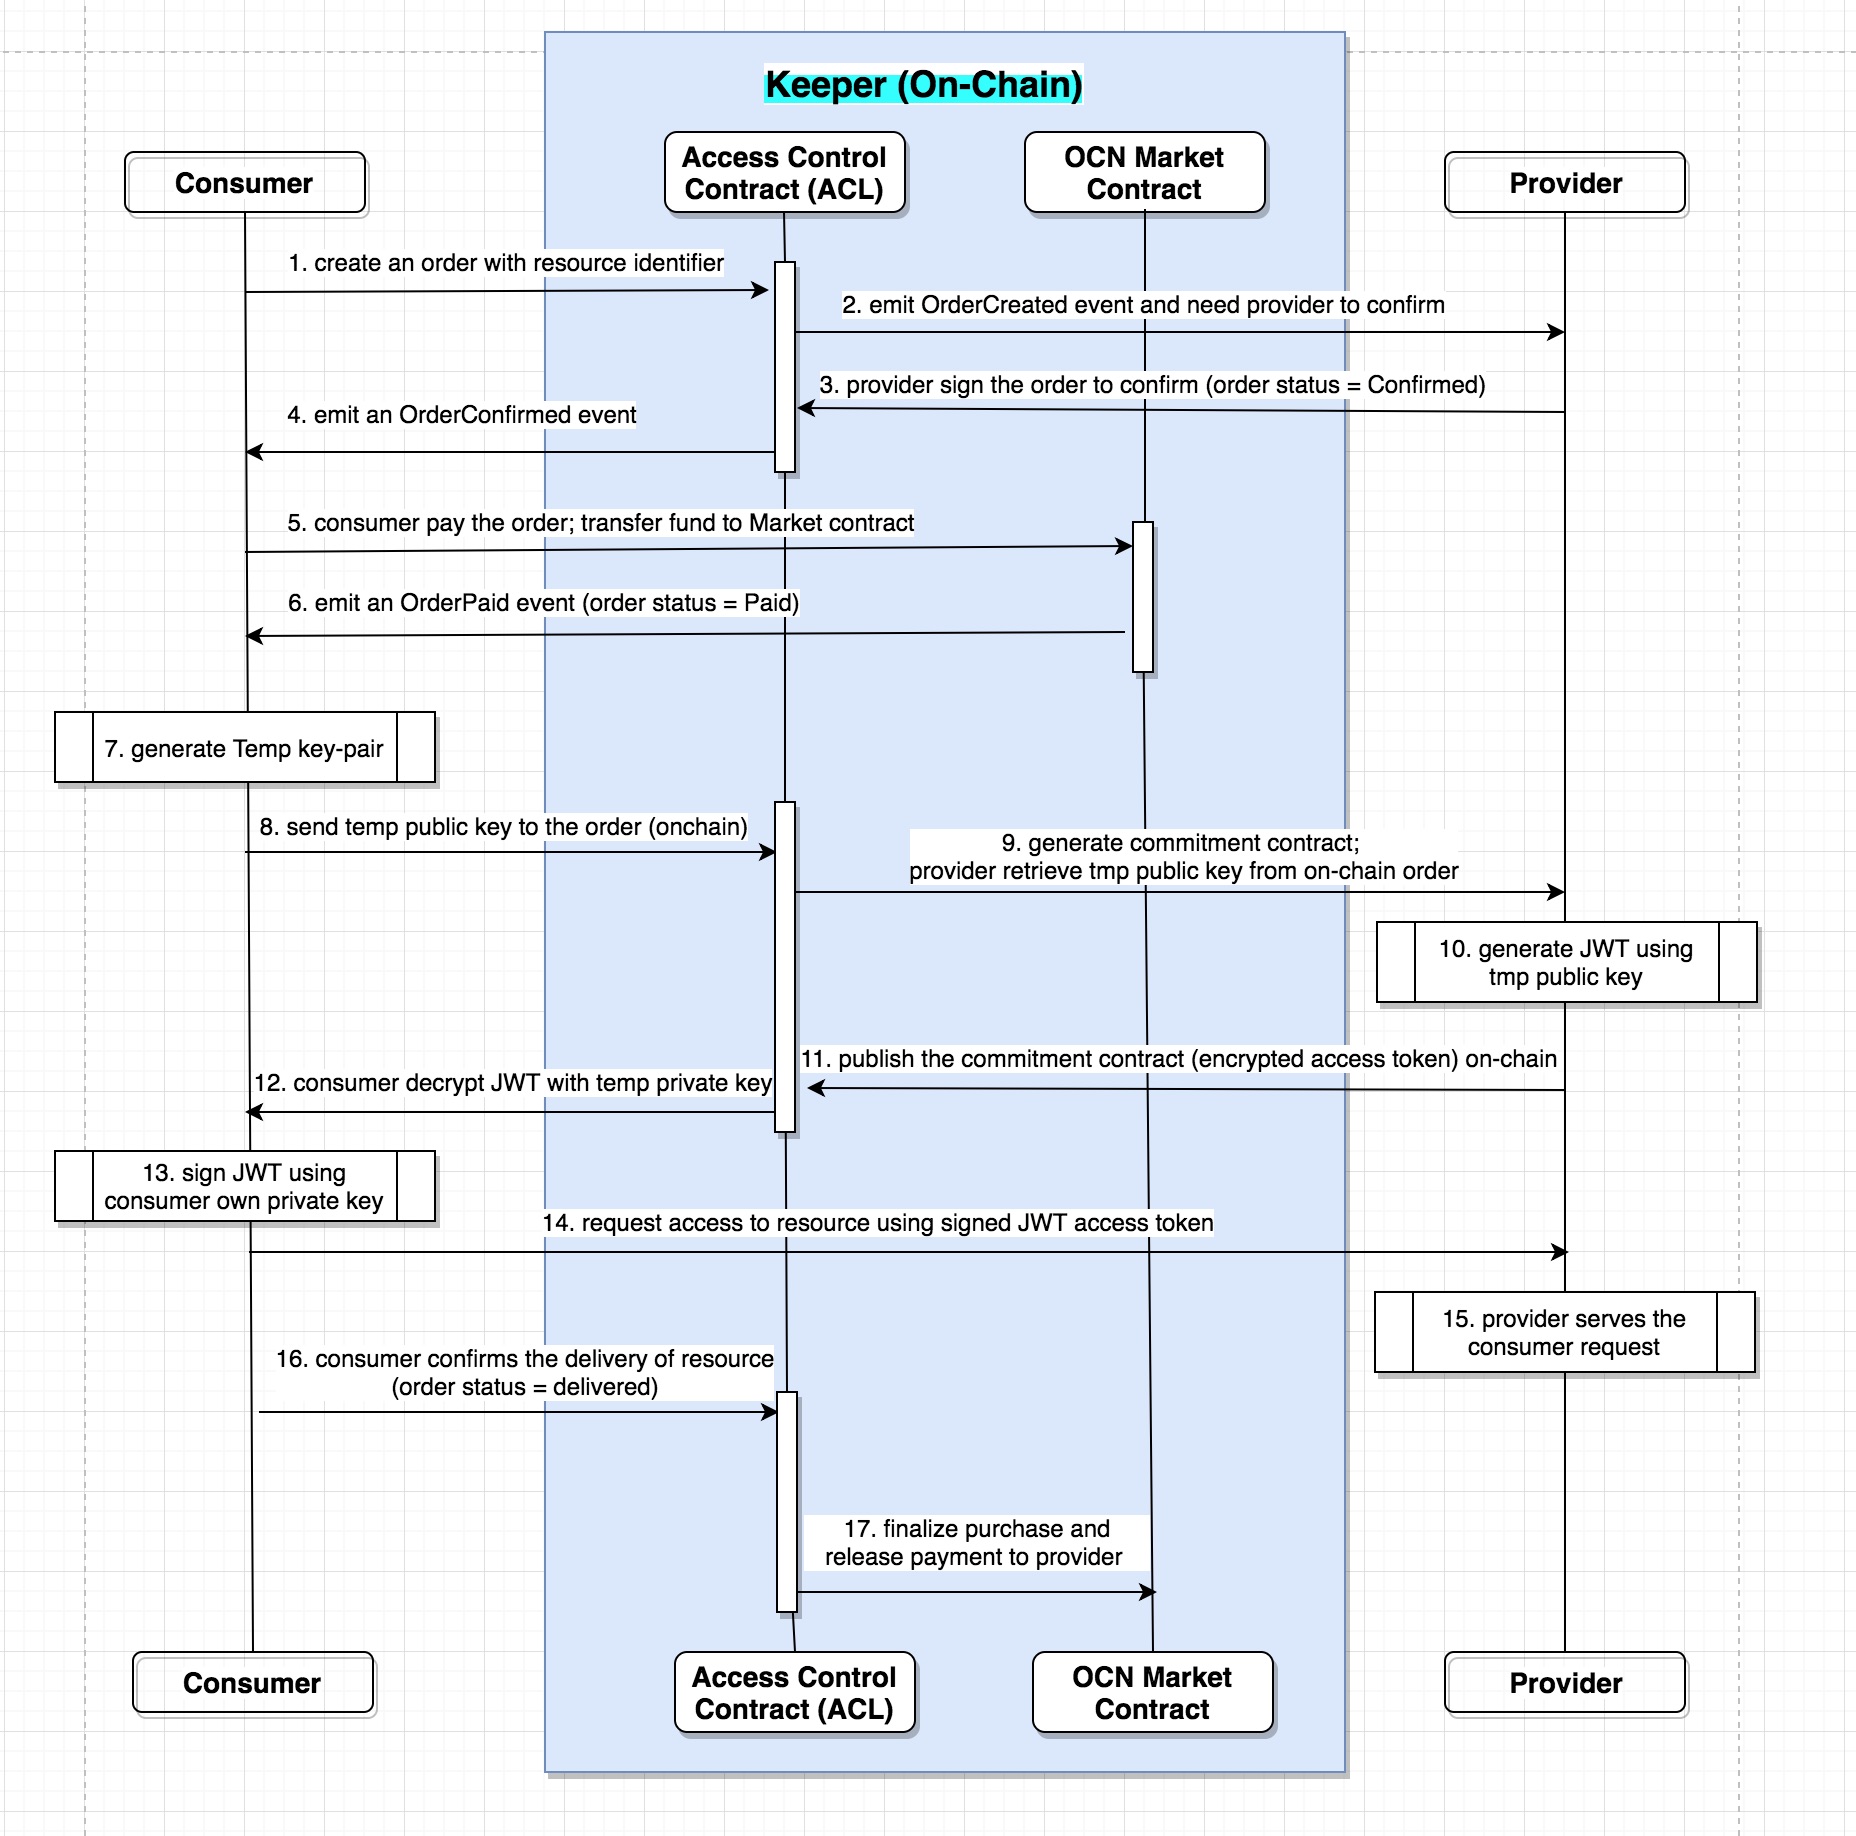 Keeper (On-Chain)
Consumer
Access Control
Contract (ACL)
OCN Market
Contract
Provider
1. create an order with resource identifier
2. emit OrderCreated event and need provider to confirm
3. provider sign the order to confirm (order status = Confirmed)
4. emit an OrderConfirmed event
5. consumer pay the order; transfer fund to Market contract
6. emit an OrderPaid event (order status = Paid)
7. generate Temp key-pair
8. send temp public key to the order (onchain)
9. generate commitment contract;
provider retrieve tmp public key from on-chain order
10. generate JWT using
tmp public key
11. publish the commitment contract (encrypted access token) on-chain
12. consumer decrypt JWT with temp private key
13. sign JWT using
consumer own private key
14. request access to resource using signed JWT access token
15. provider serves the
consumer request
16. consumer confirms the delivery of resource
(order status = delivered)
17. finalize purchase and
release payment to provider
Consumer
Access Control
Contract (ACL)
OCN Market
Contract
Provider